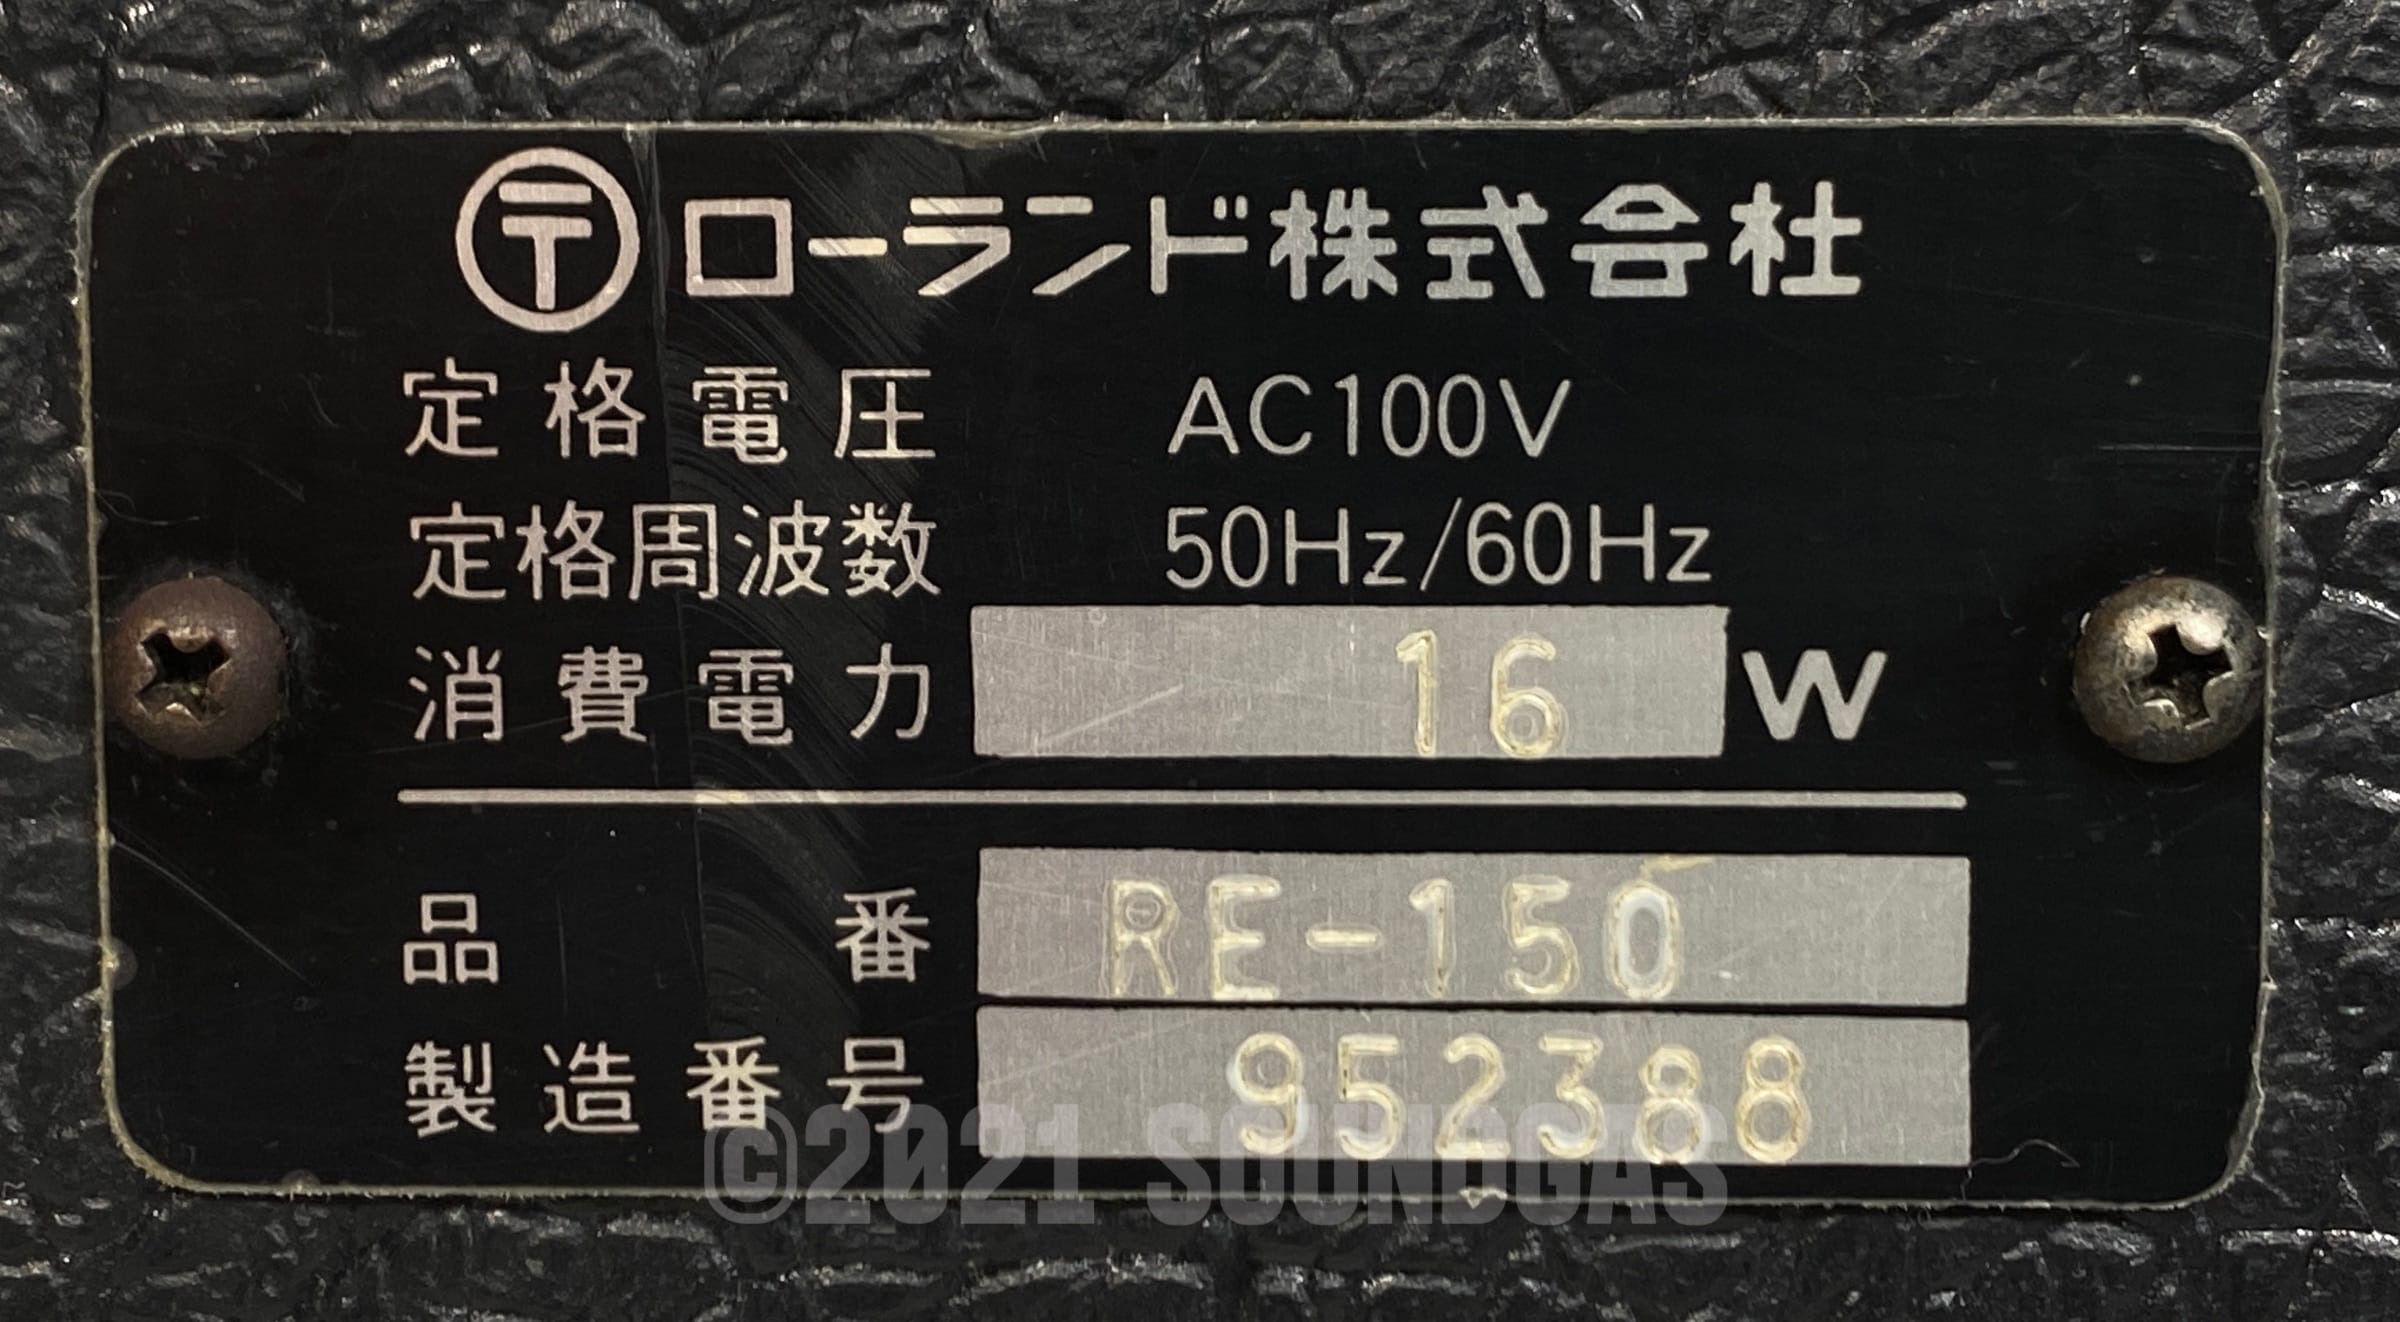 〶ローランド株式会社
定格電圧 AC100V
定格周波数 50Hz/60Hz
消費電力 16 W
品番 RE-150
製造番号 952388
©2021 SOUNDGAS